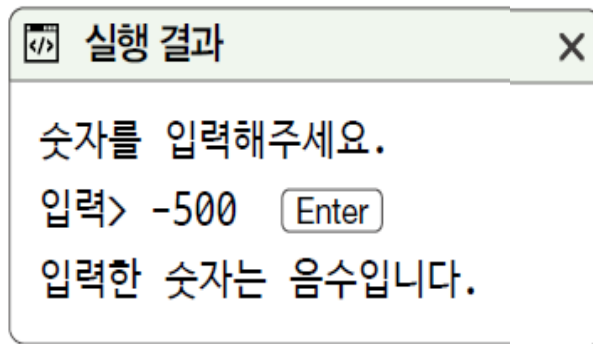 </> 실행 결과 ×
숫자를 입력해주세요.
입력> -500 Enter
입력한 숫자는 음수입니다.